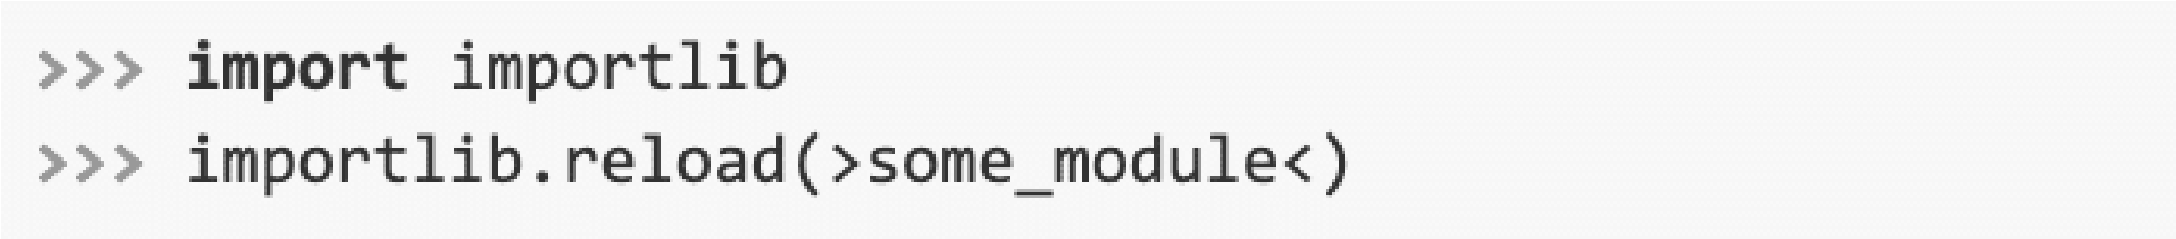 >>> import importlib
>>> importlib.reload(>some_module<)